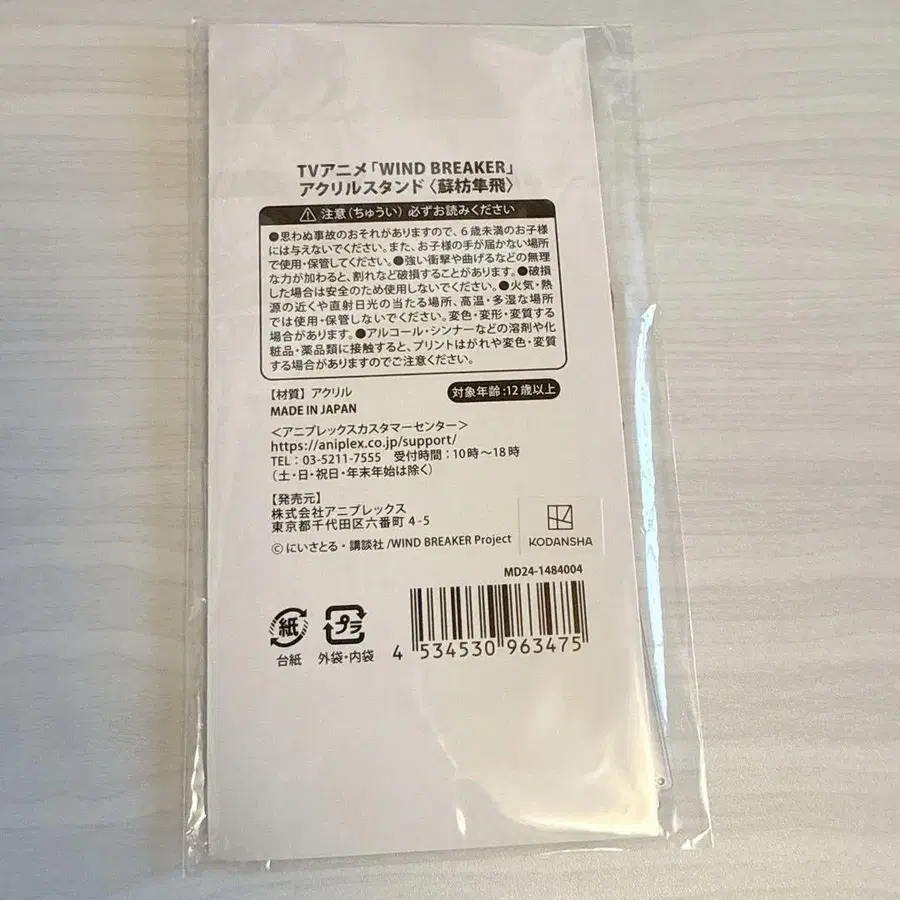 TVアニメ「WIND BREAKER」
アクリルスタンド〈蘇枋隼飛〉
注意(ちゅうい)必ずお読みください
●思わぬ事故のおそれがありますので、6歳未満のお子様
には与えないでください。また、お子様の手が届かない場所
で使用・保管してください。●強い衝撃や曲げるなどの無理
な力が加わると、割れなど破損することがあります。●破損
した場合は安全のため使用しないでください。●火気・熱
源の近くや直射日光の当たる場所、高温・多湿な場所
では使用・保管しないでください。変色・変形・変質する
場合があります。●アルコール・シンナーなどの溶剤や化
粧品・薬品類に接触すると、プリントはがれや変色・変質
する場合がありますのでご注意ください。
【材質】アクリル
対象年齢:12歳以上
MADE IN JAPAN
<アニプレックスカスタマーセンター>
https://aniplex.co.jp/support/
TEL:03-5211-7555 受付時間:10時~18時
(土・日・祝日・年末年始は除く)
【発売元】
株式会社アニプレックス
東京都千代田区六番町 4-5
©にいさとる・講談社/WIND BREAKER Project
KODANSHA
MD24-1484004
紙
台紙
プラ
外袋・内袋
4 534530 963475